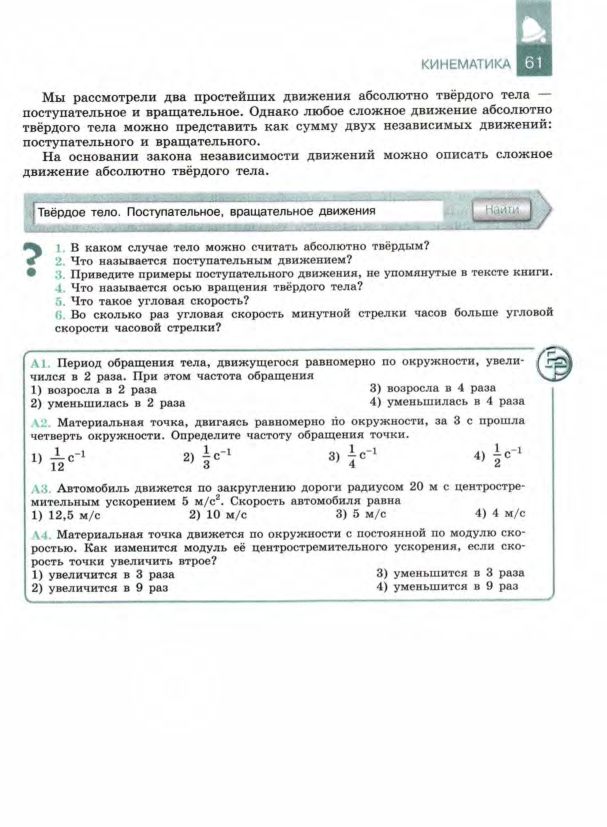 КИНЕМАТИКА 61
Мы рассмотрели два простейших движения абсолютно твёрдого тела —
поступательное и вращательное. Однако любое сложное движение абсолютно
твёрдого тела можно представить как сумму двух независимых движений:
поступательного и вращательного.
На основании закона независимости движений можно описать сложное
движение абсолютно твёрдого тела.
Твёрдое тело. Поступательное, вращательное движения Найти
? 1. В каком случае тело можно считать абсолютно твёрдым?
2. Что называется поступательным движением?
3. Приведите примеры поступательного движения, не упомянутые в тексте книги.
4. Что называется осью вращения твёрдого тела?
5. Что такое угловая скорость?
6. Во сколько раз угловая скорость минутной стрелки часов больше угловой
скорости часовой стрелки?
А1. Период обращения тела, движущегося равномерно по окружности, увели-
чился в 2 раза. При этом частота обращения
1) возросла в 2 раза 3) возросла в 4 раза
2) уменьшилась в 2 раза 4) уменьшилась в 4 раза
А2. Материальная точка, двигаясь равномерно по окружности, за 3 с прошла
четверть окружности. Определите частоту обращения точки.
1) 1/12 с⁻¹ 2) 1/3 с⁻¹ 3) 1/4 с⁻¹ 4) 1/2 с⁻¹
А3. Автомобиль движется по закруглению дороги радиусом 20 м с центростре-
мительным ускорением 5 м/с². Скорость автомобиля равна
1) 12,5 м/с 2) 10 м/с 3) 5 м/с 4) 4 м/с
А4. Материальная точка движется по окружности с постоянной по модулю ско-
ростью. Как изменится модуль её центростремительного ускорения, если ско-
рость точки увеличить втрое?
1) увеличится в 3 раза 3) уменьшится в 3 раза
2) увеличится в 9 раз 4) уменьшится в 9 раз